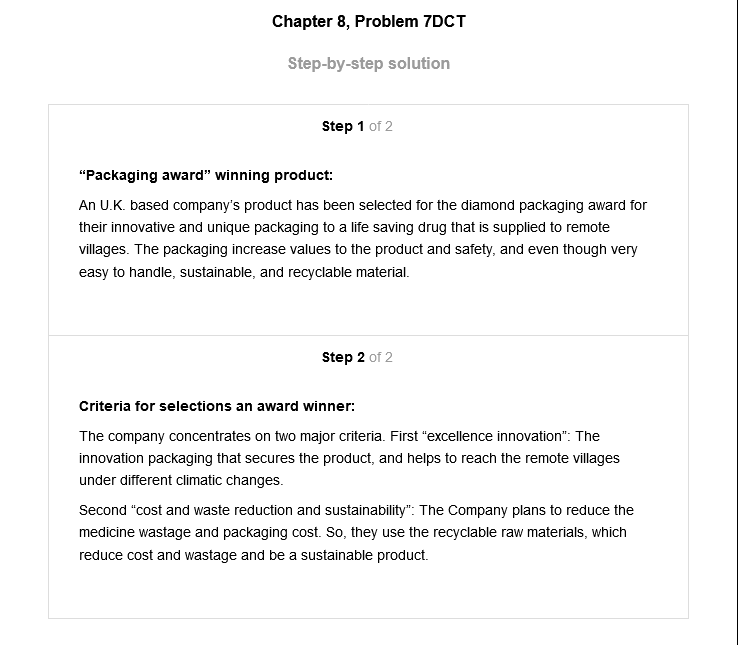 Chapter 8, Problem 7DCT
Step-by-step solution
Step 1 of 2
“Packaging award” winning product:
An U.K. based company’s product has been selected for the diamond packaging award for
their innovative and unique packaging to a life saving drug that is supplied to remote
villages. The packaging increase values to the product and safety, and even though very
easy to handle, sustainable, and recyclable material.
Step 2 of 2
Criteria for selections an award winner:
The company concentrates on two major criteria. First “excellence innovation”: The
innovation packaging that secures the product, and helps to reach the remote villages
under different climatic changes.
Second “cost and waste reduction and sustainability”: The Company plans to reduce the
medicine wastage and packaging cost. So, they use the recyclable raw materials, which
reduce cost and wastage and be a sustainable product.